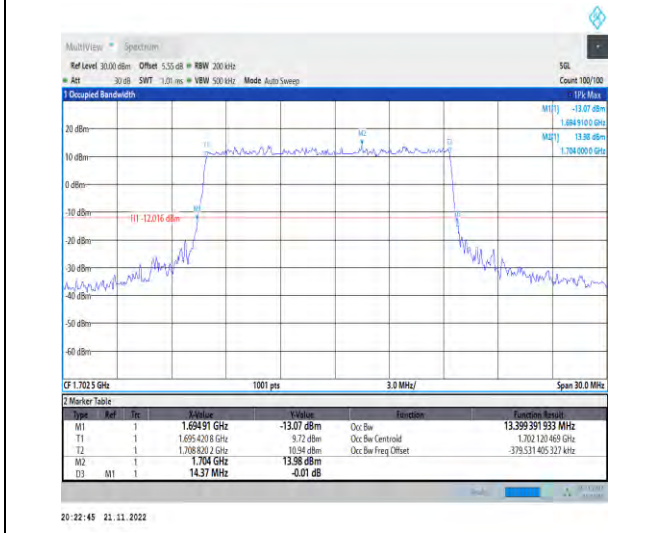 MultiView Spectrum
Ref Level 30.00 dBm Offset 5.55 dB RBW 200 kHz SGL
Att 30 dB SWT 1.01 ms VBW 500 kHz Mode Auto Sweep Count 100/100
1 Occupied Bandwidth 1Pk Max
M1[1] -13.07 dBm
1.694 910 0 GHz
M2[1] 13.98 dBm
1.704 000 0 GHz
M2
20 dBm
10 dBm
0 dBm
-10 dBm
H1 -12.016 dBm
-20 dBm
-30 dBm
-40 dBm
-50 dBm
-60 dBm
CF 1.702 5 GHz 1001 pts 3.0 MHz/ Span 30.0 MHz
2 Marker Table
Type Ref Trc X-Value Y-Value Function Function Result
M1 1 1.694 91 GHz -13.07 dBm Occ Bw 13.399 391 933 MHz
T1 1 1.695 420 8 GHz 9.72 dBm Occ Bw Centroid 1.702 120 469 GHz
T2 1 1.708 820 2 GHz 10.94 dBm Occ Bw Freq Offset -379.531 405 327 kHz
M2 1 1.704 GHz 13.98 dBm
D3 M1 1 14.37 MHz -0.01 dB
20:22:45 21.11.2022